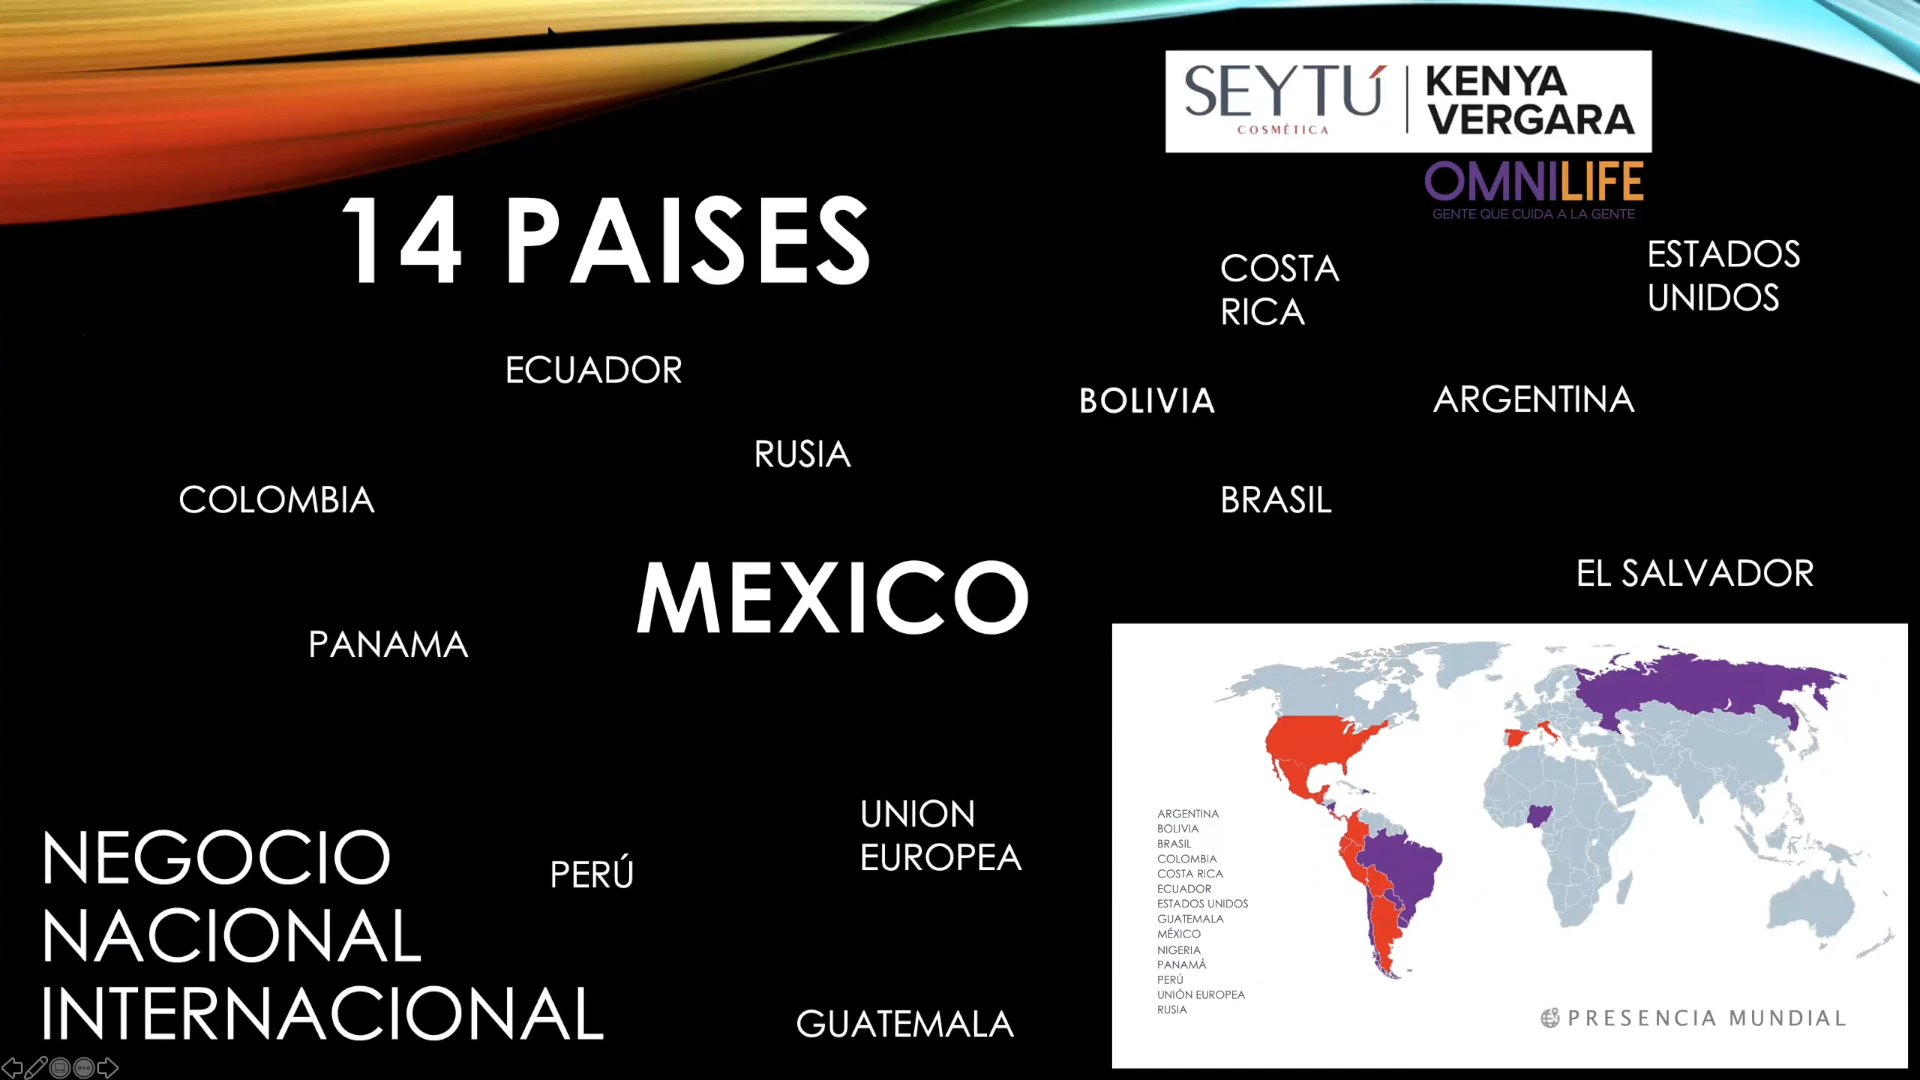 SEYTÚ
COSMÉTICA
KENYA
VERGARA
OMNILIFE
GENTE QUE CUIDA A LA GENTE
14 PAISES
COSTA
RICA
ESTADOS
UNIDOS
ECUADOR
BOLIVIA
ARGENTINA
RUSIA
COLOMBIA
BRASIL
MEXICO
EL SALVADOR
PANAMA
UNION
EUROPEA
PERÚ
NEGOCIO
NACIONAL
INTERNACIONAL
GUATEMALA
ARGENTINA
BOLIVIA
BRASIL
COLOMBIA
COSTA RICA
ECUADOR
ESTADOS UNIDOS
GUATEMALA
MÉXICO
NIGERIA
PANAMÁ
PERÚ
UNIÓN EUROPEA
RUSIA
PRESENCIA MUNDIAL